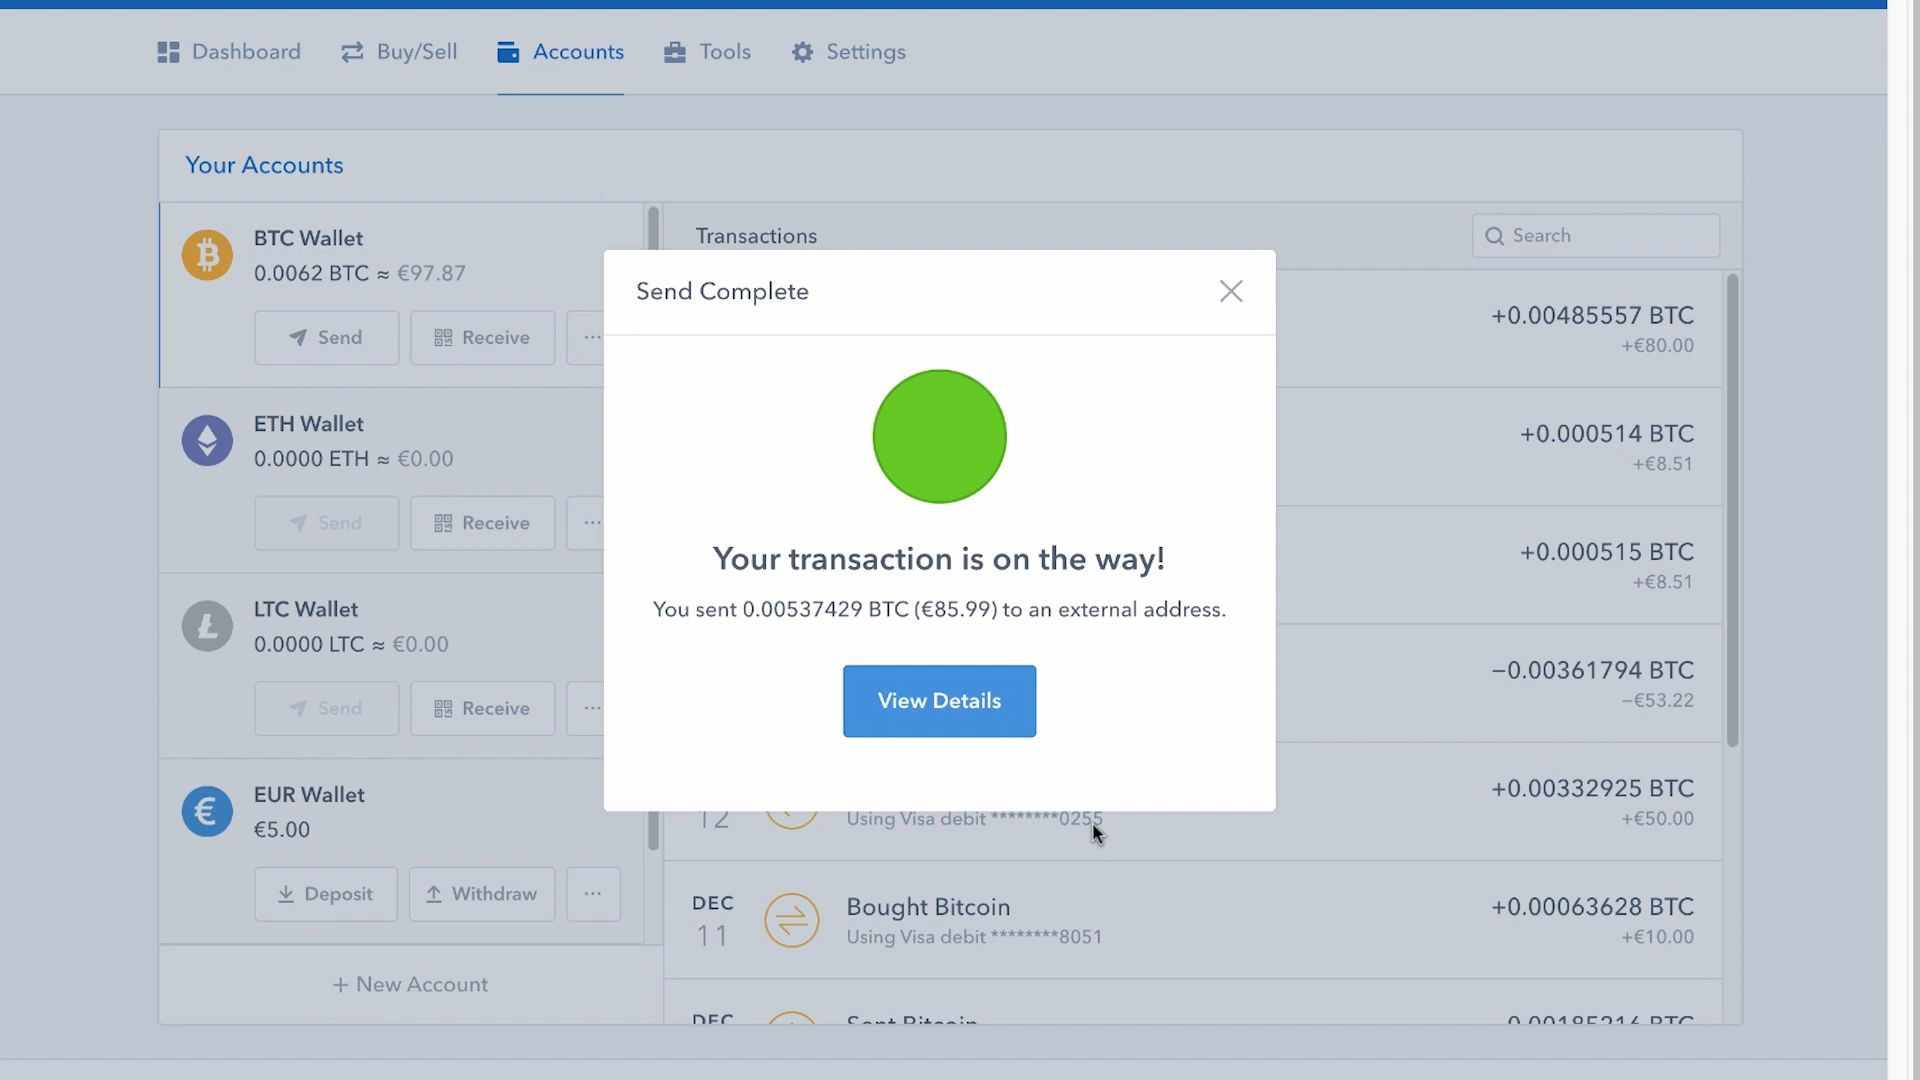 Dashboard
Buy/Sell
Accounts
Tools
Settings
Your Accounts
BTC Wallet
0.0062 BTC ≈ €97.87
Send
Receive
ETH Wallet
0.0000 ETH ≈ €0.00
Send
Receive
LTC Wallet
0.0000 LTC ≈ €0.00
Send
Receive
EUR Wallet
€5.00
Deposit
Withdraw
+ New Account
Transactions
Search
+0.00485557 BTC
+€80.00
+0.000514 BTC
+€8.51
+0.000515 BTC
+€8.51
−0.00361794 BTC
−€53.22
12
Using Visa debit ********0255
+0.00332925 BTC
+€50.00
DEC
11
Bought Bitcoin
Using Visa debit ********8051
+0.00063628 BTC
+€10.00
DEC
Sent Bitcoin
Send Complete
Your transaction is on the way!
You sent 0.00537429 BTC (€85.99) to an external address.
View Details